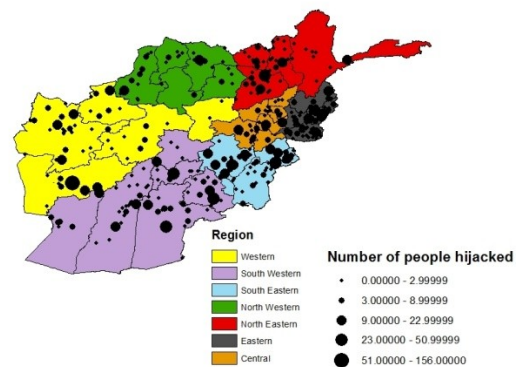 Region
Western
South Western
South Eastern
North Western
North Eastern
Eastern
Central
Number of people hijacked
0.00000 - 2.99999
3.00000 - 8.99999
9.00000 - 22.99999
23.00000 - 50.99999
51.00000 - 156.00000